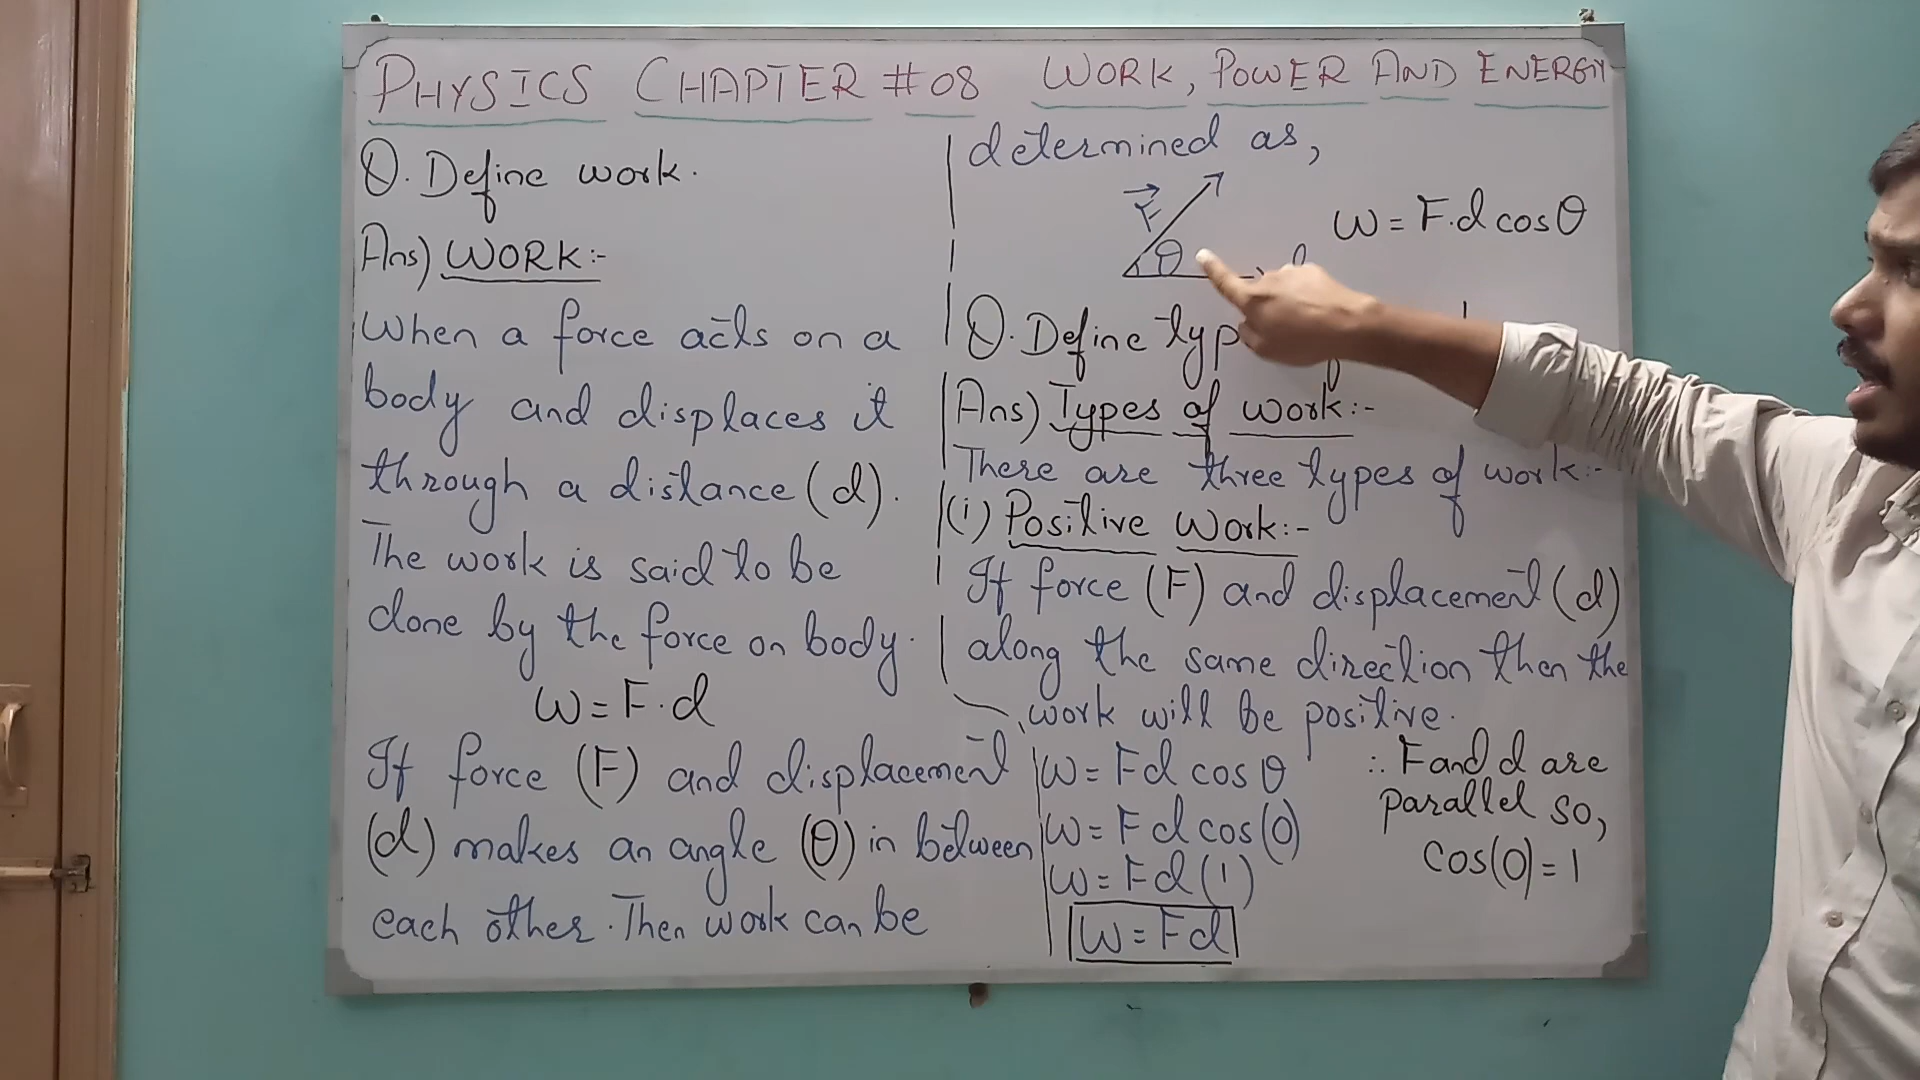 PHYSICS CHAPTER #08 WORK, POWER AND ENERGY
Q. Define work.
Ans) WORK:-
When a force acts on a
body and displaces it
through a distance (d).
The work is said to be
done by the force on body.
W = F.d
If force (F) and displacement
(d) makes an angle (θ) in between
each other. Then work can be
determined as,
F θ
W = F.d cosθ
Q. Define
Ans) Types of work:-
There are three types of work:-
(i) Positive Work:-
If force (F) and displacement (d)
along the same direction then the
work will be positive.
W = Fd cos θ
W = Fd cos(0)
W = Fd (1)
W = Fd
∴ F and d are
parallel so,
cos(0) = 1